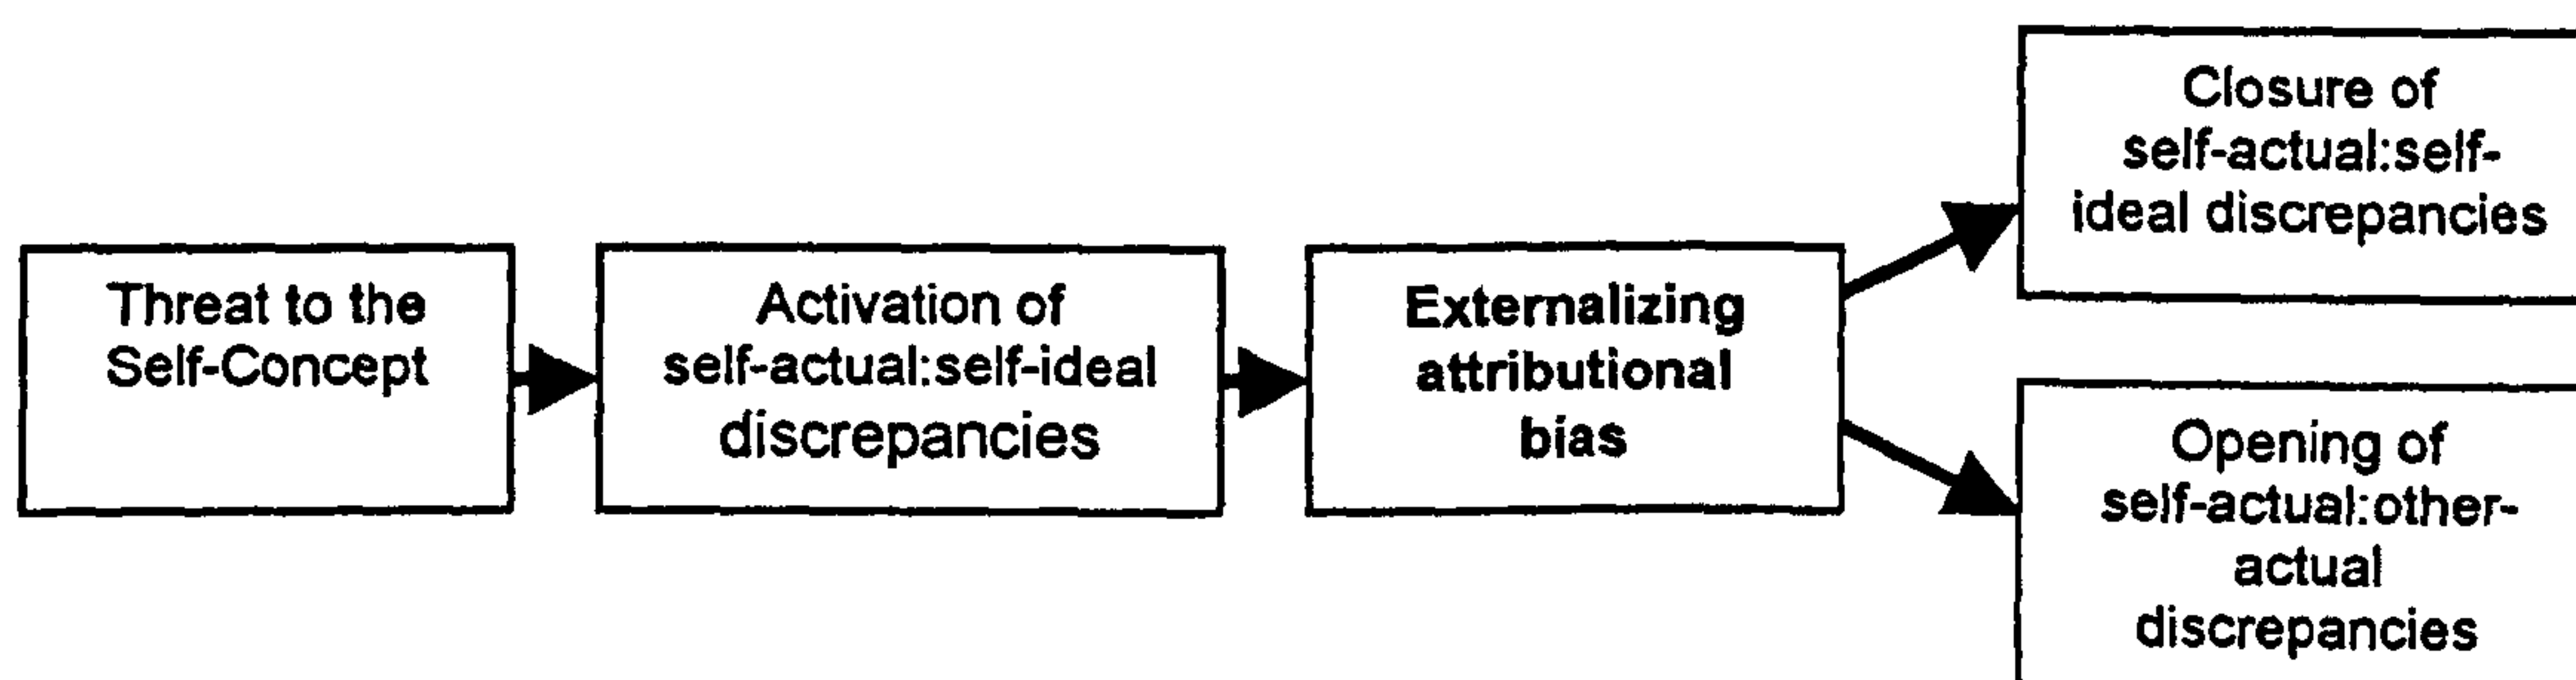 Threat to the
Self-Concept
Activation of
self-actual:self-ideal
discrepancies
Externalizing
attributional
bias
Closure of
self-actual:self-
ideal discrepancies
Opening of
self-actual:other-
actual
discrepancies